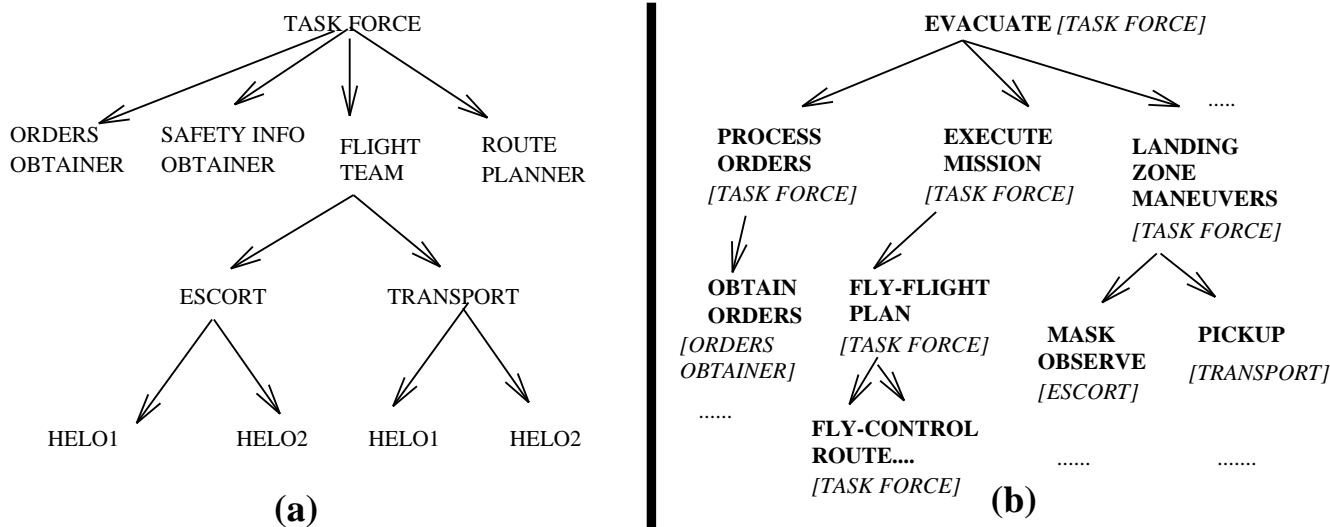 TASK FORCE
ORDERS
OBTAINER
SAFETY INFO
OBTAINER
FLIGHT
TEAM
ROUTE
PLANNER
ESCORT
TRANSPORT
HELO1
HELO2
HELO1
HELO2
(a)
EVACUATE [TASK FORCE]
.....
PROCESS
ORDERS
[TASK FORCE]
EXECUTE
MISSION
[TASK FORCE]
LANDING
ZONE
MANEUVERS
[TASK FORCE]
OBTAIN
ORDERS
[ORDERS
OBTAINER]
......
FLY-FLIGHT
PLAN
[TASK FORCE]
MASK
OBSERVE
[ESCORT]
PICKUP
[TRANSPORT]
FLY-CONTROL
ROUTE....
[TASK FORCE]
......
.......
(b)